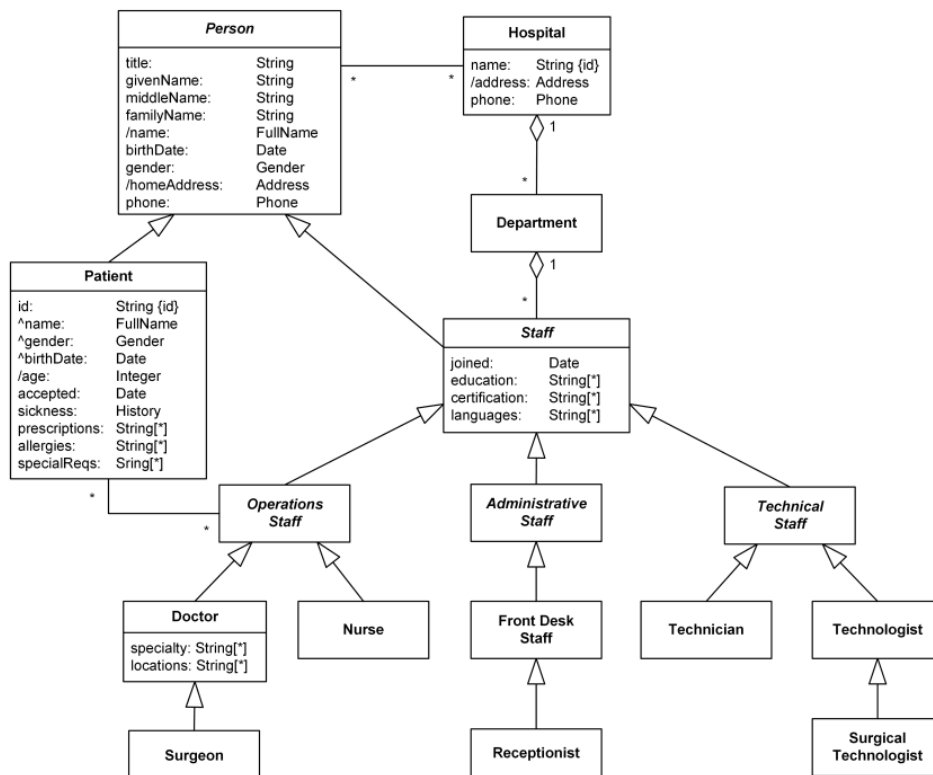 Person
title: String
givenName: String
middleName: String
familyName: String
/name: FullName
birthDate: Date
gender: Gender
/homeAddress: Address
phone: Phone
* *
Hospital
name: String {id}
/address: Address
phone: Phone
1
*
Department
1
*
Patient
id: String {id}
^name: FullName
^gender: Gender
^birthDate: Date
/age: Integer
accepted: Date
sickness: History
prescriptions: String[*]
allergies: String[*]
specialReqs: Sring[*]
*
*
Staff
joined: Date
education: String[*]
certification: String[*]
languages: String[*]
Operations
Staff
Administrative
Staff
Technical
Staff
Doctor
specialty: String[*]
locations: String[*]
Nurse
Front Desk
Staff
Technician
Technologist
Surgeon
Receptionist
Surgical
Technologist